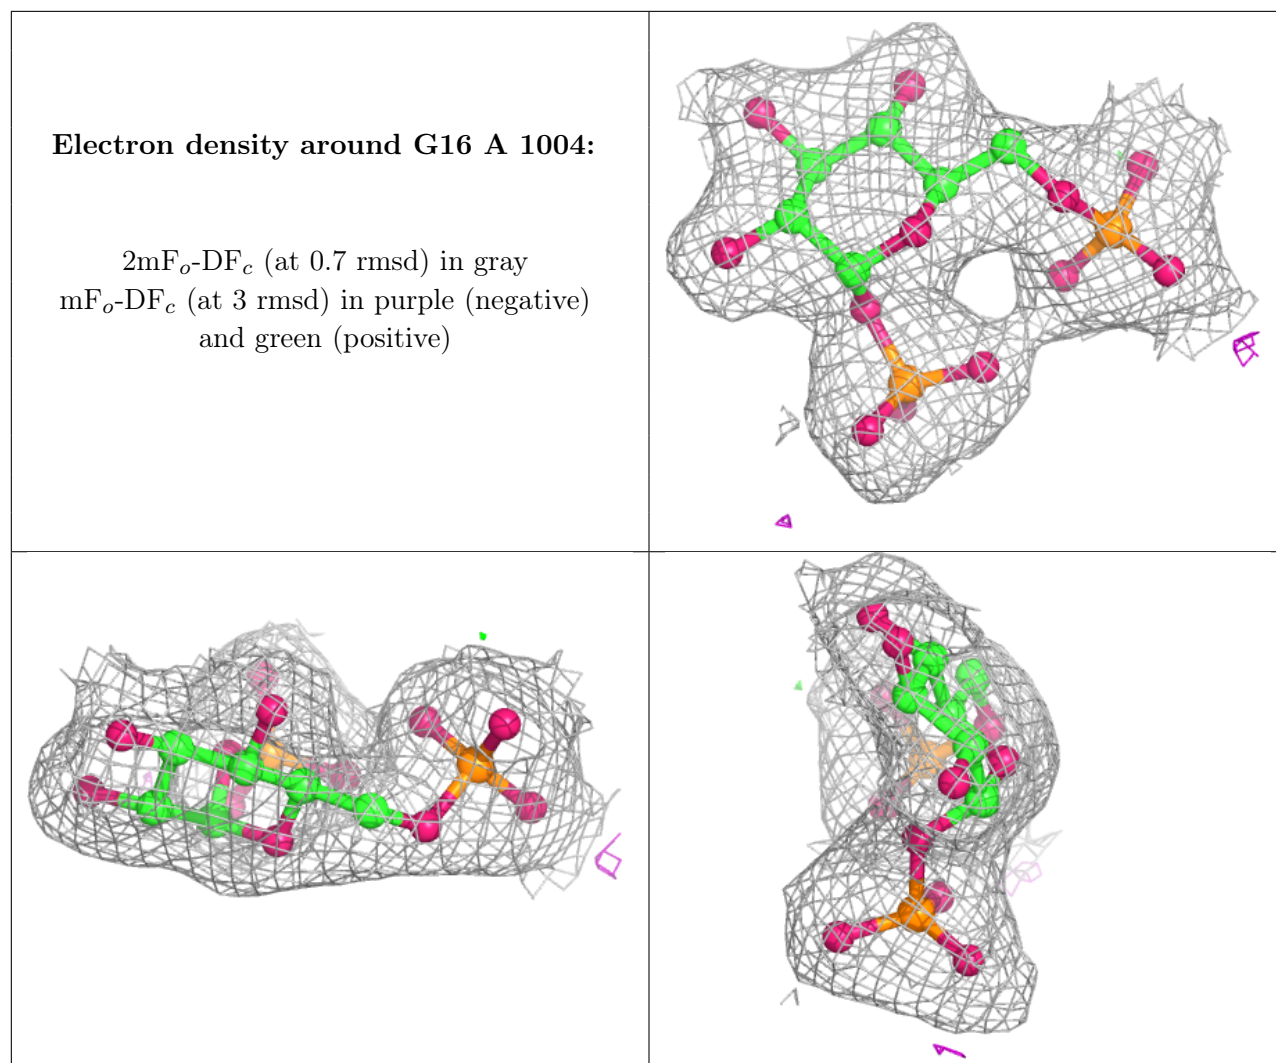 Electron density around G16 A 1004:
2mFo-DFc (at 0.7 rmsd) in gray
mFo-DFc (at 3 rmsd) in purple (negative)
and green (positive)